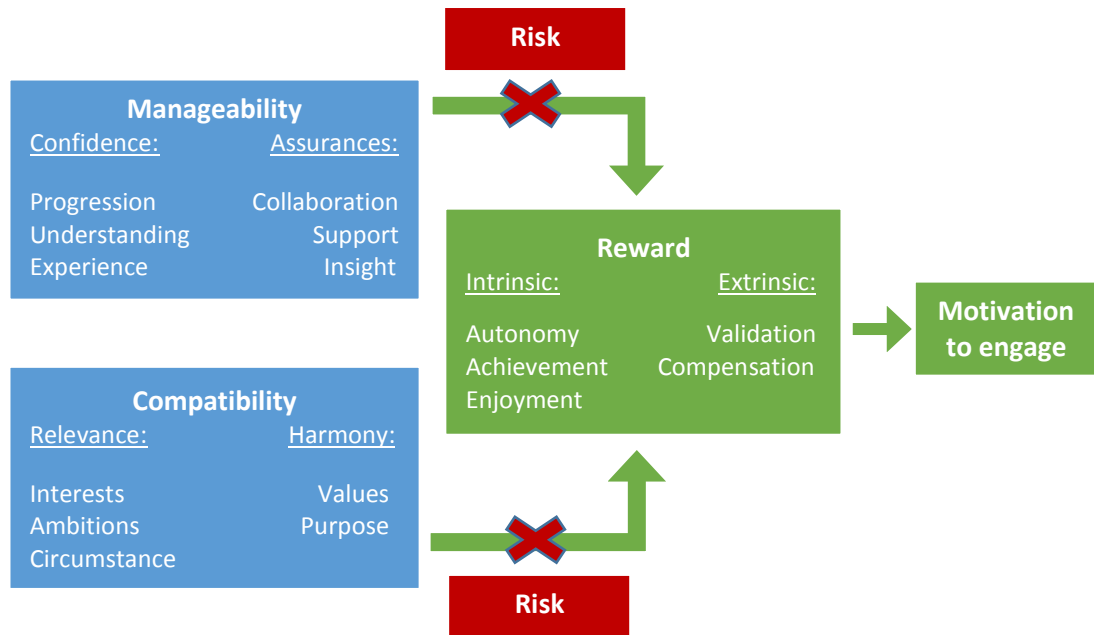 Risk
Manageability
Confidence: Assurances:
Progression Collaboration
Understanding Support
Experience Insight
Reward
Intrinsic: Extrinsic:
Autonomy Validation
Achievement Compensation
Enjoyment
Motivation
to engage
Compatibility
Relevance: Harmony:
Interests Values
Ambitions Purpose
Circumstance
Risk